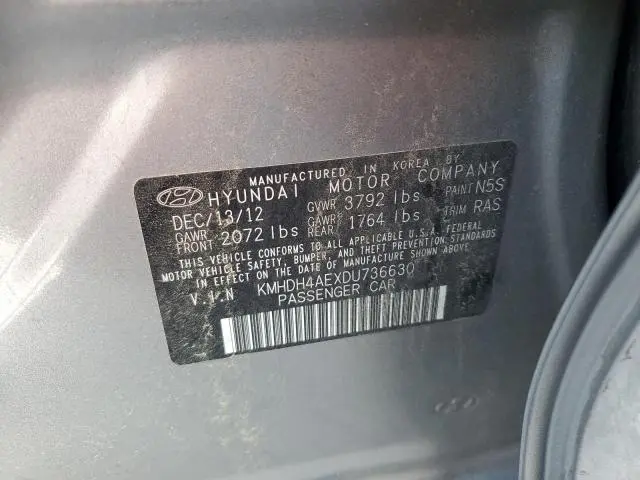 MANUFACTURED IN KOREA BY
HYUNDAI MOTOR COMPANY
DEC/13/12 GVWR 3792 lbs PAINT N5S
GAWR FRONT 2072 lbs GAWR REAR 1764 lbs TRIM RAS
THIS VEHICLE CONFORMS TO ALL APPLICABLE U.S.A. FEDERAL
MOTOR VEHICLE SAFETY, BUMPER, AND THEFT PREVENTION STANDARDS
IN EFFECT ON THE DATE OF MANUFACTURE SHOWN ABOVE.
V.I.N KMHDH4AEXDU736630
PASSENGER CAR